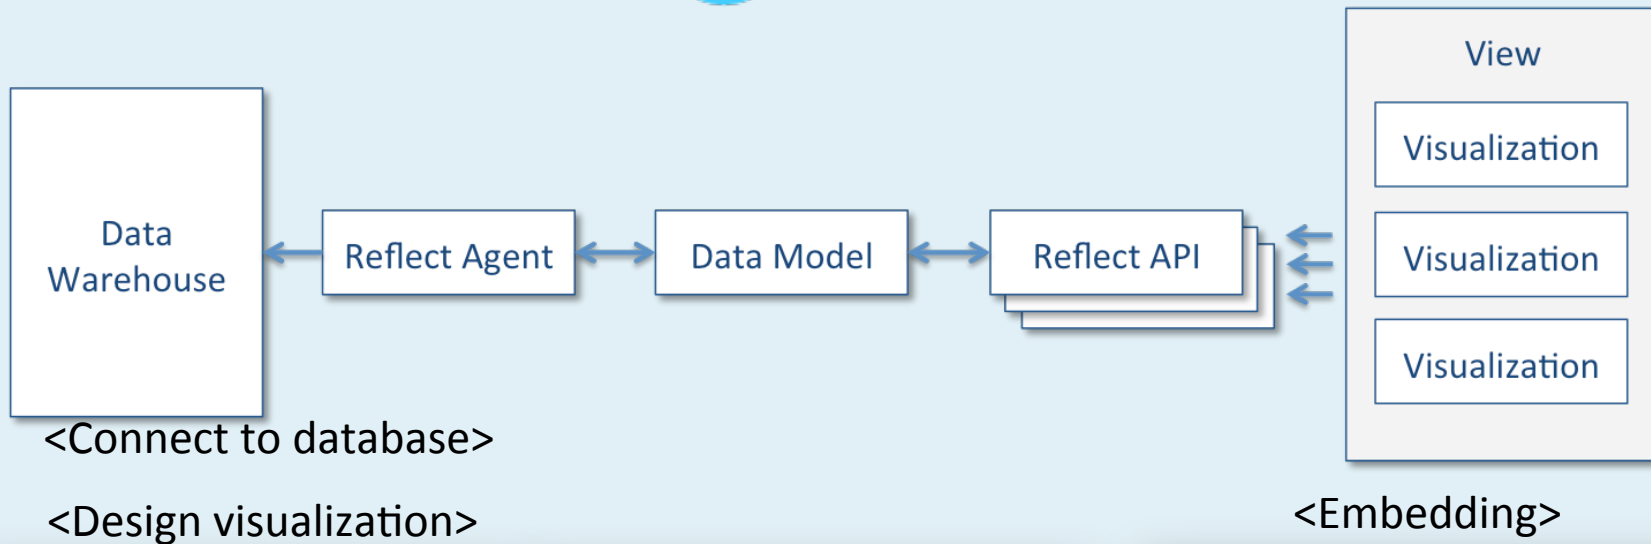 View
Visualization
Data
Warehouse
Reflect Agent
Data Model
Reflect API
Visualization
Visualization
<Connect to database>
<Design visualization>
<Embedding>